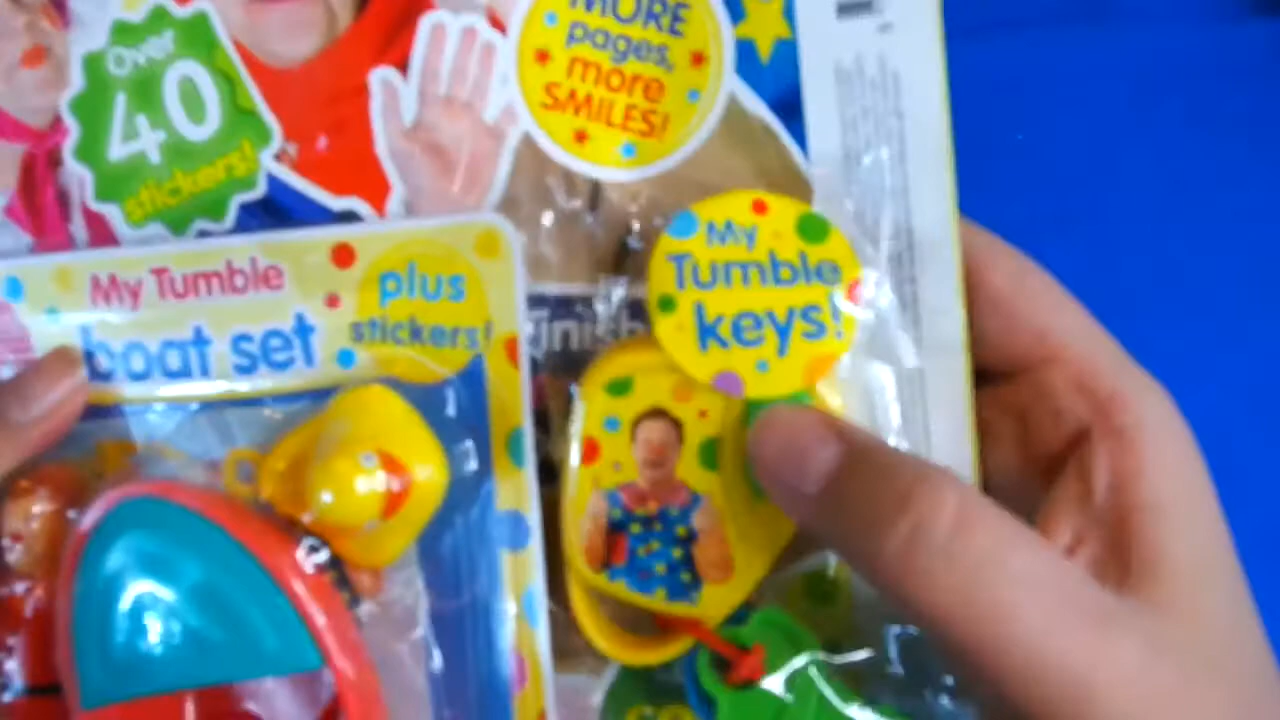 Over
40
stickers!
MORE
pages,
more
SMILES!
My Tumble
boat set
plus
stickers!
My
Tumble
keys!